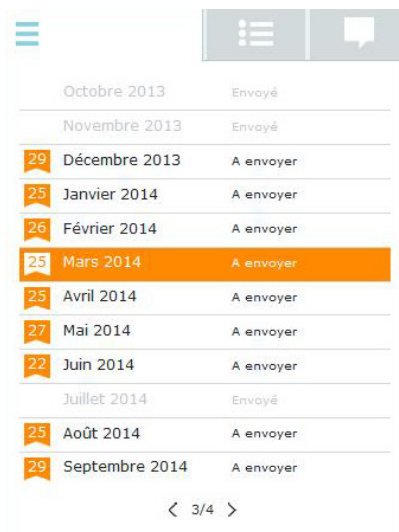 Octobre 2013 Envoyé
Novembre 2013 Envoyé
29 Décembre 2013 A envoyer
25 Janvier 2014 A envoyer
26 Février 2014 A envoyer
25 Mars 2014 A envoyer
25 Avril 2014 A envoyer
27 Mai 2014 A envoyer
22 Juin 2014 A envoyer
Juillet 2014 Envoyé
25 Août 2014 A envoyer
29 Septembre 2014 A envoyer
< 3/4 >